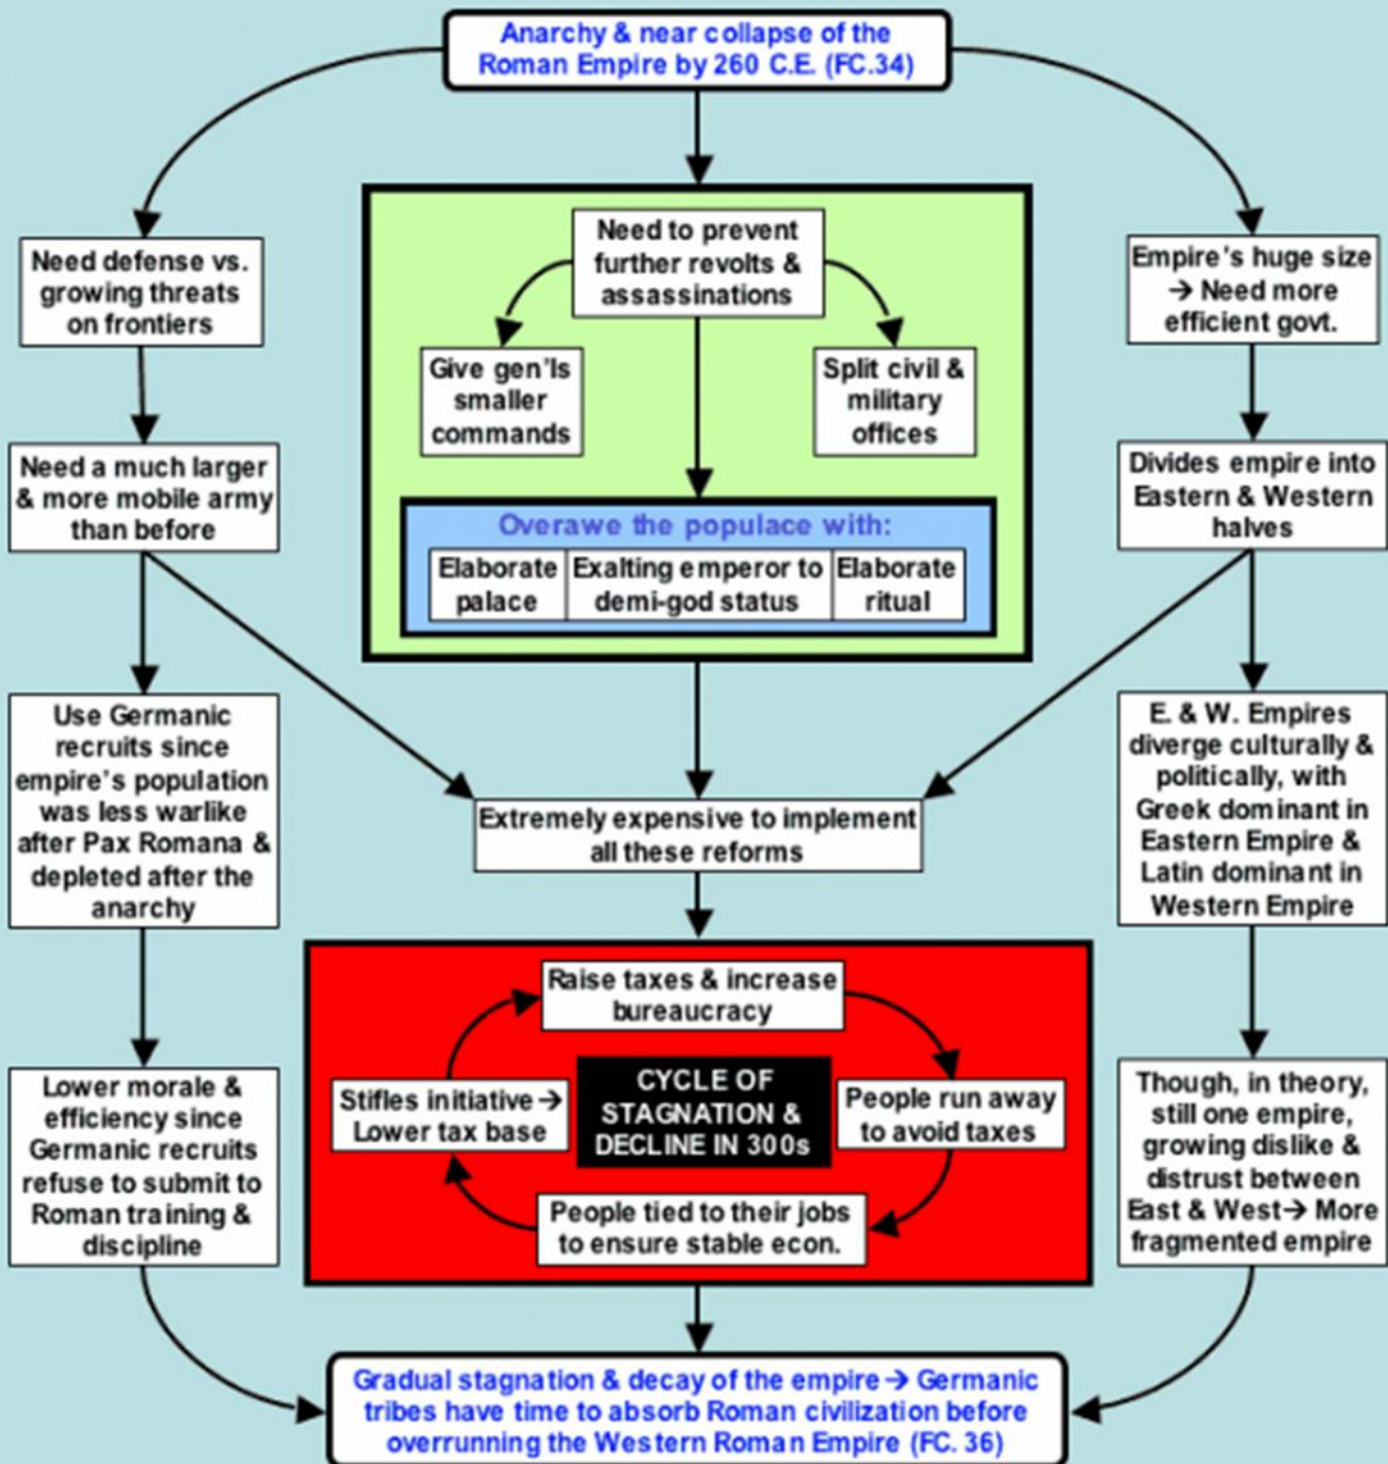 Anarchy & near collapse of the
Roman Empire by 260 C.E. (FC.34)
Need defense vs.
growing threats
on frontiers
Need to prevent
further revolts &
assassinations
Empire's huge size
→ Need more
efficient govt.
Give gen'ls
smaller
commands
Split civil &
military
offices
Need a much larger
& more mobile army
than before
Divides empire into
Eastern & Western
halves
Overawe the populace with:
Elaborate
palace
Exalting emperor to
demi-god status
Elaborate
ritual
Use Germanic
recruits since
empire's population
was less warlike
after Pax Romana &
depleted after the
anarchy
Extremely expensive to implement
all these reforms
E. & W. Empires
diverge culturally &
politically, with
Greek dominant in
Eastern Empire &
Latin dominant in
Western Empire
Raise taxes & increase
bureaucracy
Stifles initiative→
Lower tax base
CYCLE OF
STAGNATION &
DECLINE IN 300s
People run away
to avoid taxes
People tied to their jobs
to ensure stable econ.
Lower morale &
efficiency since
Germanic recruits
refuse to submit to
Roman training &
discipline
Though, in theory,
still one empire,
growing dislike &
distrust between
East & West→ More
fragmented empire
Gradual stagnation & decay of the empire→ Germanic
tribes have time to absorb Roman civilization before
overrunning the Western Roman Empire (FC. 36)